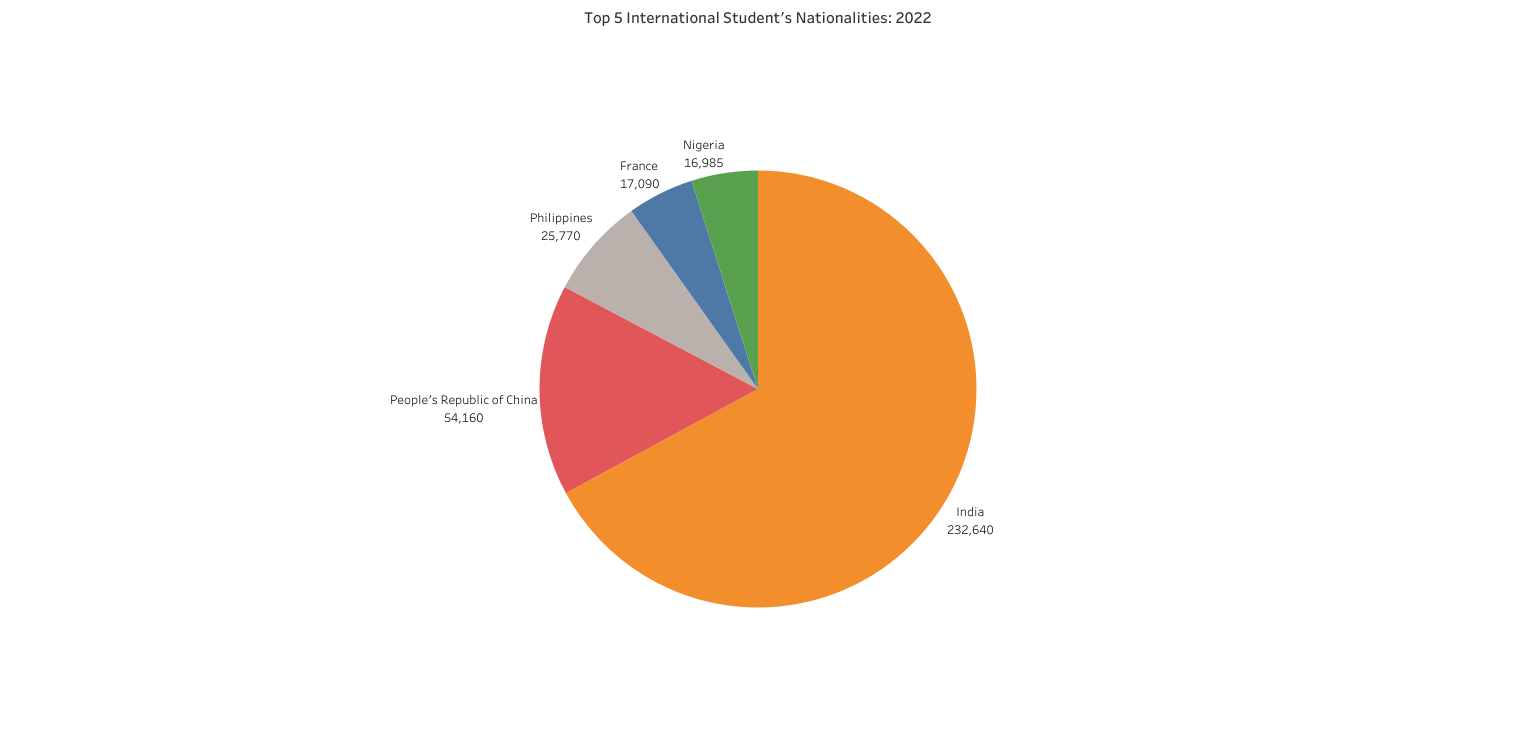 Top 5 International Student’s Nationalities: 2022
Nigeria
16,985
France
17,090
Philippines
25,770
People’s Republic of China
54,160
India
232,640